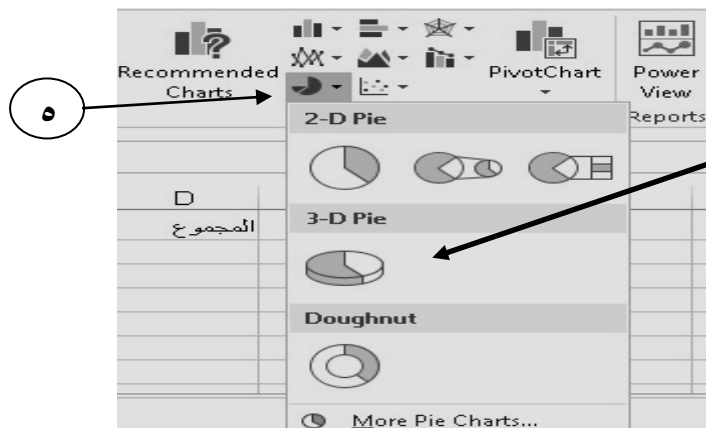 Recommended
Charts
PivotChart
Power
View
Reports
٥
2-D Pie
D
المجموع
3-D Pie
Doughnut
More Pie Charts...